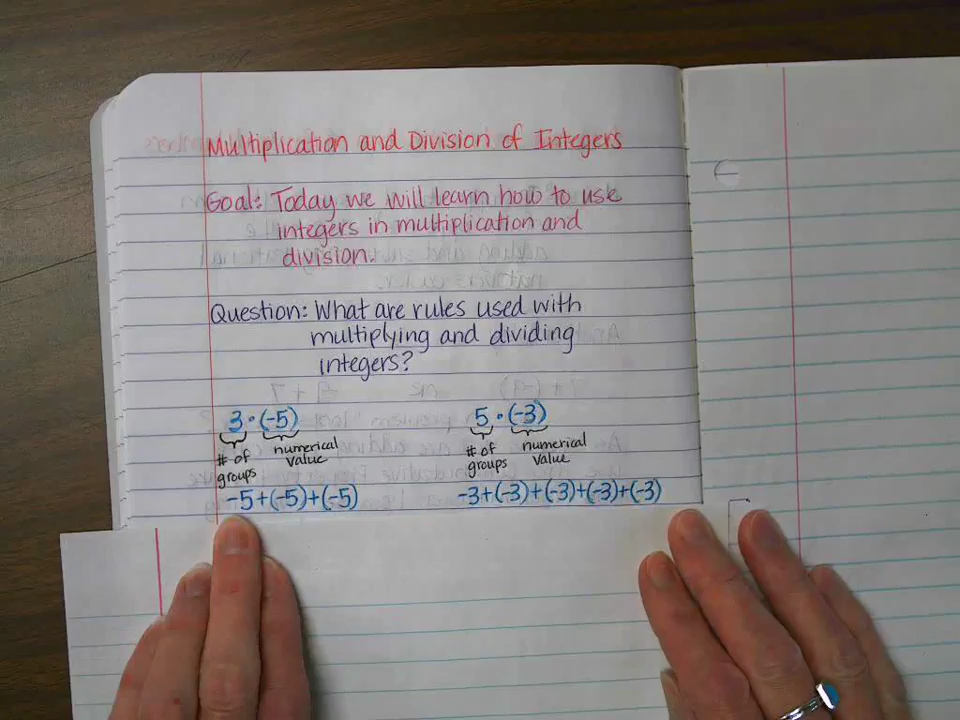 Multiplication and Division of Integers
Goal: Today we will learn how to use
integers in multiplication and
division.
Question: What are rules used with
multiplying and dividing
integers?
3 · (-5)
# of groups
numerical value
-5+(-5)+(-5)
5 · (-3)
# of groups
numerical value
-3+(-3)+(-3)+(-3)+(-3)